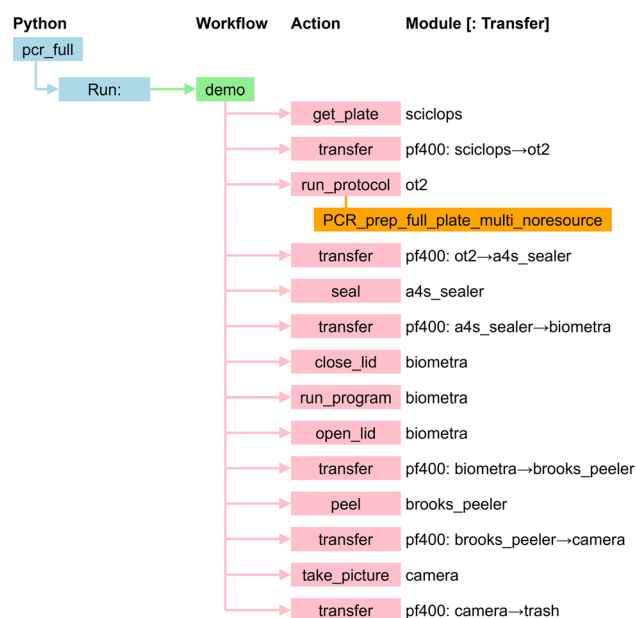 Python Workflow Action Module [: Transfer]
pcr_full
Run: demo
get_plate sciclops
transfer pf400: sciclops→ot2
run_protocol ot2
PCR_prep_full_plate_multi_noresource
transfer pf400: ot2→a4s_sealer
seal a4s_sealer
transfer pf400: a4s_sealer→biometra
close_lid biometra
run_program biometra
open_lid biometra
transfer pf400: biometra→brooks_peeler
peel brooks_peeler
transfer pf400: brooks_peeler→camera
take_picture camera
transfer pf400: camera→trash